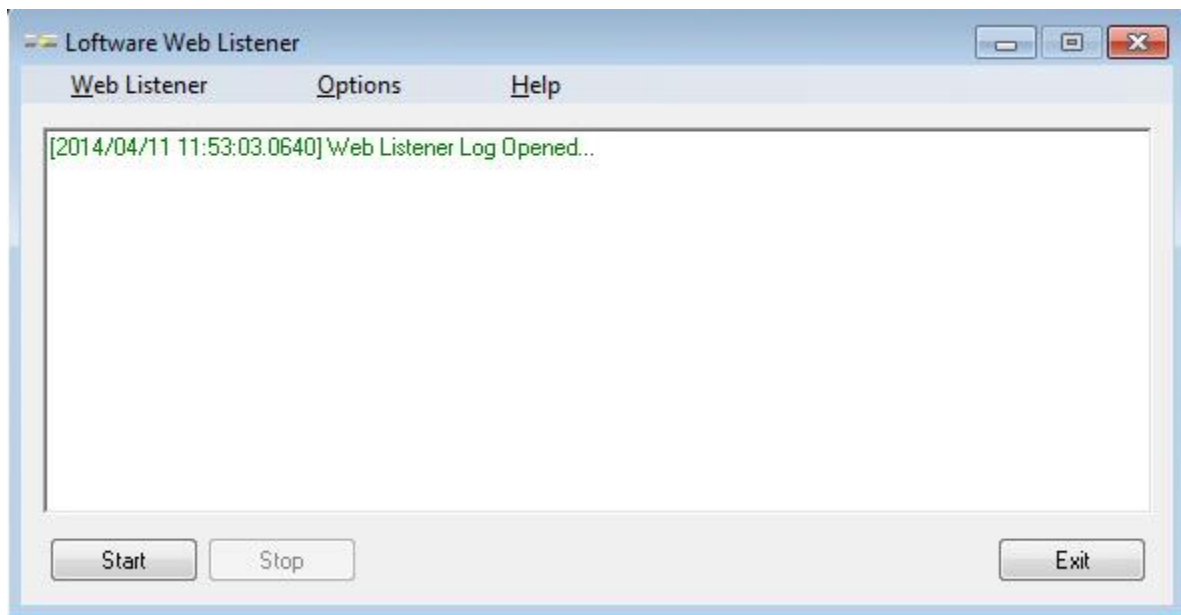 Loftware Web Listener
Web Listener Options Help
[2014/04/11 11:53:03.0640] Web Listener Log Opened...
Start Stop Exit